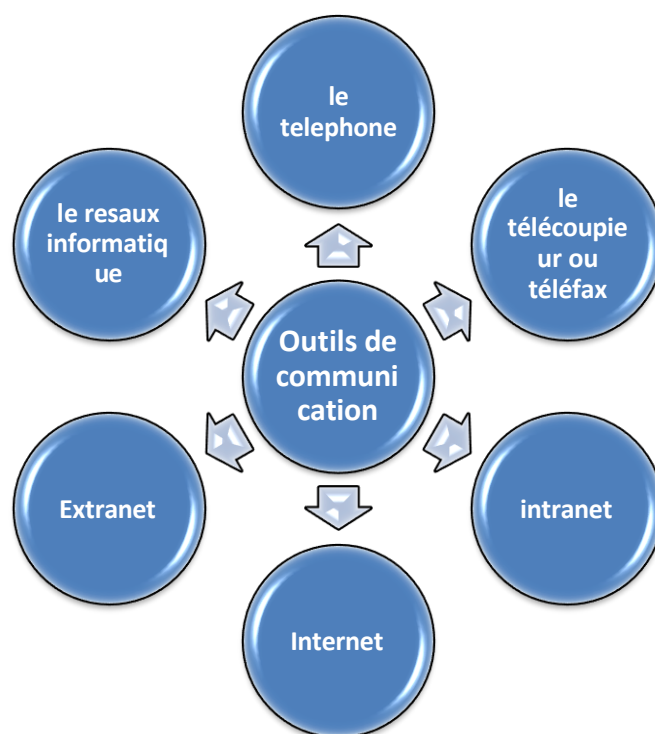 le
telephone
le resaux
informatiq
ue
le
télécoupie
ur ou
téléfax
Outils de
communi
cation
Extranet
intranet
Internet